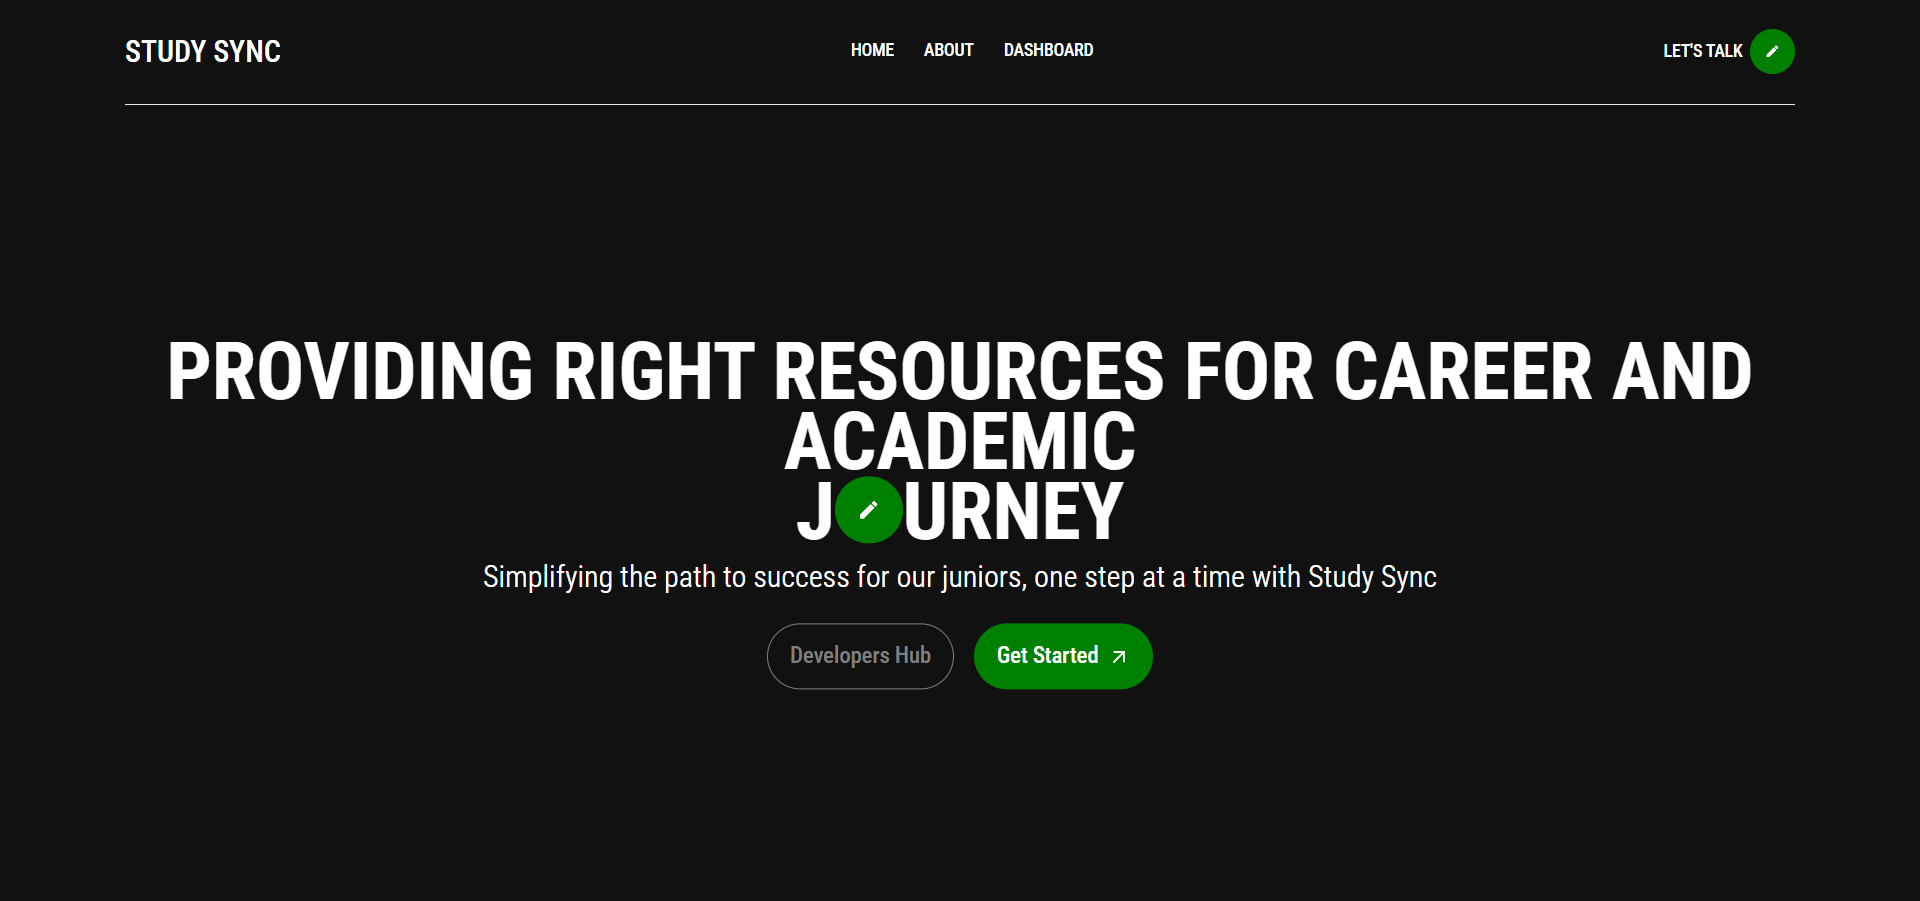 STUDY SYNC
HOME ABOUT DASHBOARD
LET'S TALK
PROVIDING RIGHT RESOURCES FOR CAREER AND
ACADEMIC
J URNEY
Simplifying the path to success for our juniors, one step at a time with Study Sync
Developers Hub
Get Started